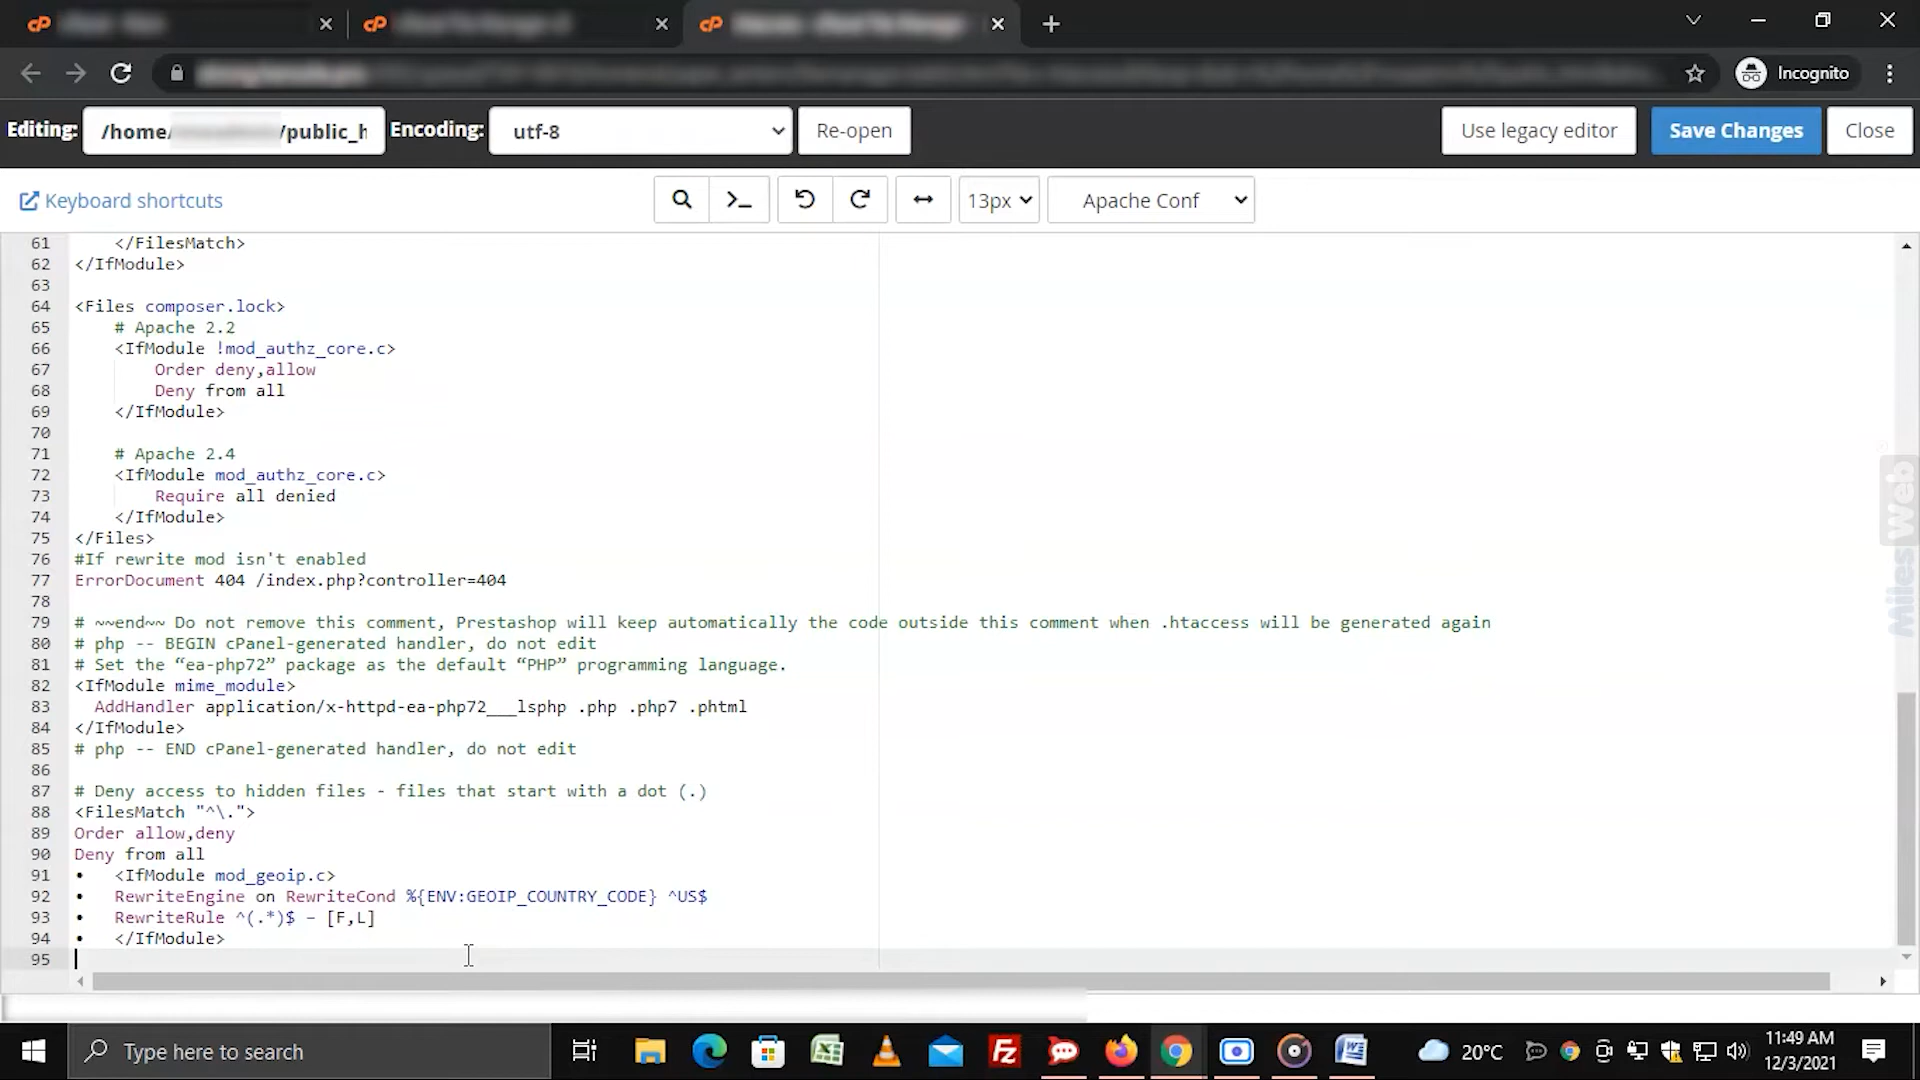 Incognito
Editing: /home/ /public_h Encoding: utf-8 Re-open Use legacy editor Save Changes Close
Keyboard shortcuts 13px Apache Conf
61 </FilesMatch>
62 </IfModule>
63
64 <Files composer.lock>
65 # Apache 2.2
66 <IfModule !mod_authz_core.c>
67 Order deny,allow
68 Deny from all
69 </IfModule>
70
71 # Apache 2.4
72 <IfModule mod_authz_core.c>
73 Require all denied
74 </IfModule>
75 </Files>
76 #If rewrite mod isn't enabled
77 ErrorDocument 404 /index.php?controller=404
78
79 # ~~end~~ Do not remove this comment, Prestashop will keep automatically the code outside this comment when .htaccess will be generated again
80 # php -- BEGIN cPanel-generated handler, do not edit
81 # Set the “ea-php72” package as the default “PHP” programming language.
82 <IfModule mime_module>
83 AddHandler application/x-httpd-ea-php72___lsphp .php .php7 .phtml
84 </IfModule>
85 # php -- END cPanel-generated handler, do not edit
86
87 # Deny access to hidden files - files that start with a dot (.)
88 <FilesMatch "^\.">
89 Order allow,deny
90 Deny from all
91 • <IfModule mod_geoip.c>
92 • RewriteEngine on RewriteCond %{ENV:GEOIP_COUNTRY_CODE} ^US$
93 • RewriteRule ^(.*)$ – [F,L]
94 • </IfModule>
95
MilesWeb
Type here to search 20°C 11:49 AM
12/3/2021